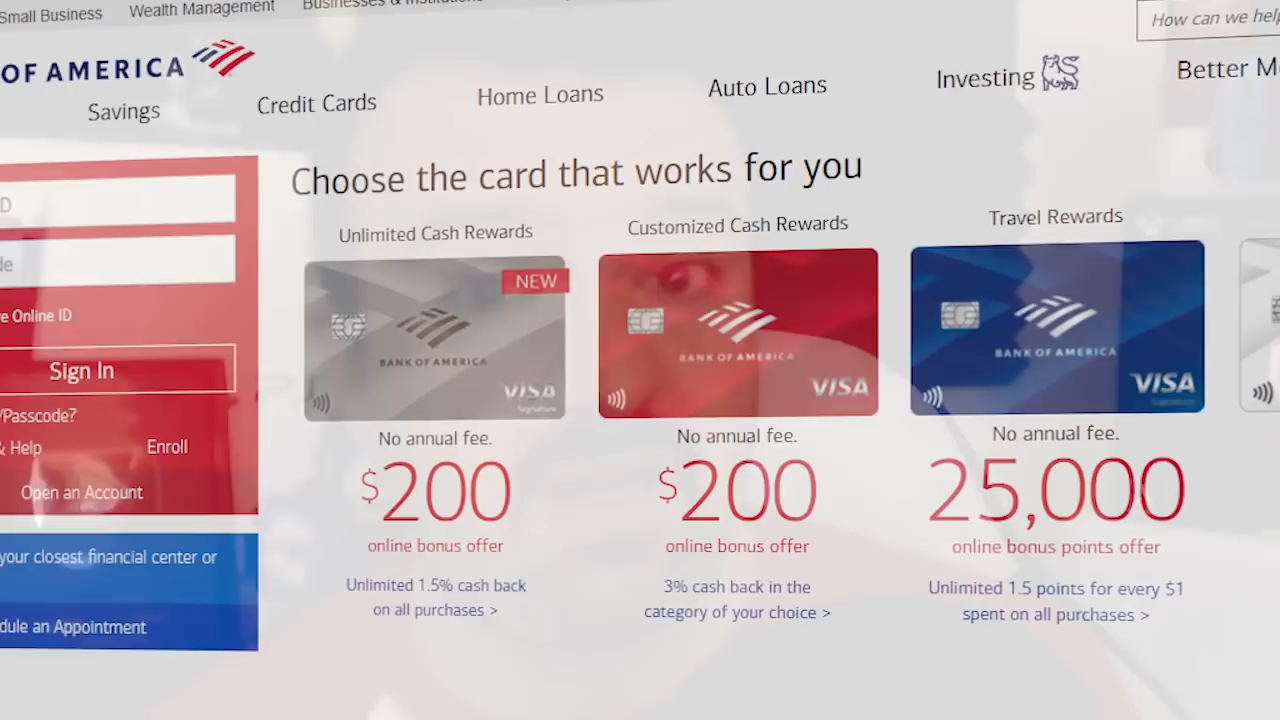 Small Business
Wealth Management
Businesses & Institutions
How can we help
OF AMERICA
Savings
Credit Cards
Home Loans
Auto Loans
Investing
Better M
Choose the card that works for you
D
de
e Online ID
Sign In
/Passcode?
& Help
Enroll
Open an Account
your closest financial center or
dule an Appointment
Unlimited Cash Rewards
NEW
BANK OF AMERICA
VISA
Signature
No annual fee.
$200
online bonus offer
Unlimited 1.5% cash back
on all purchases >
Customized Cash Rewards
BANK OF AMERICA
VISA
No annual fee.
$200
online bonus offer
3% cash back in the
category of your choice >
Travel Rewards
BANK OF AMERICA
VISA
Signature
No annual fee.
25,000
online bonus points offer
Unlimited 1.5 points for every $1
spent on all purchases >